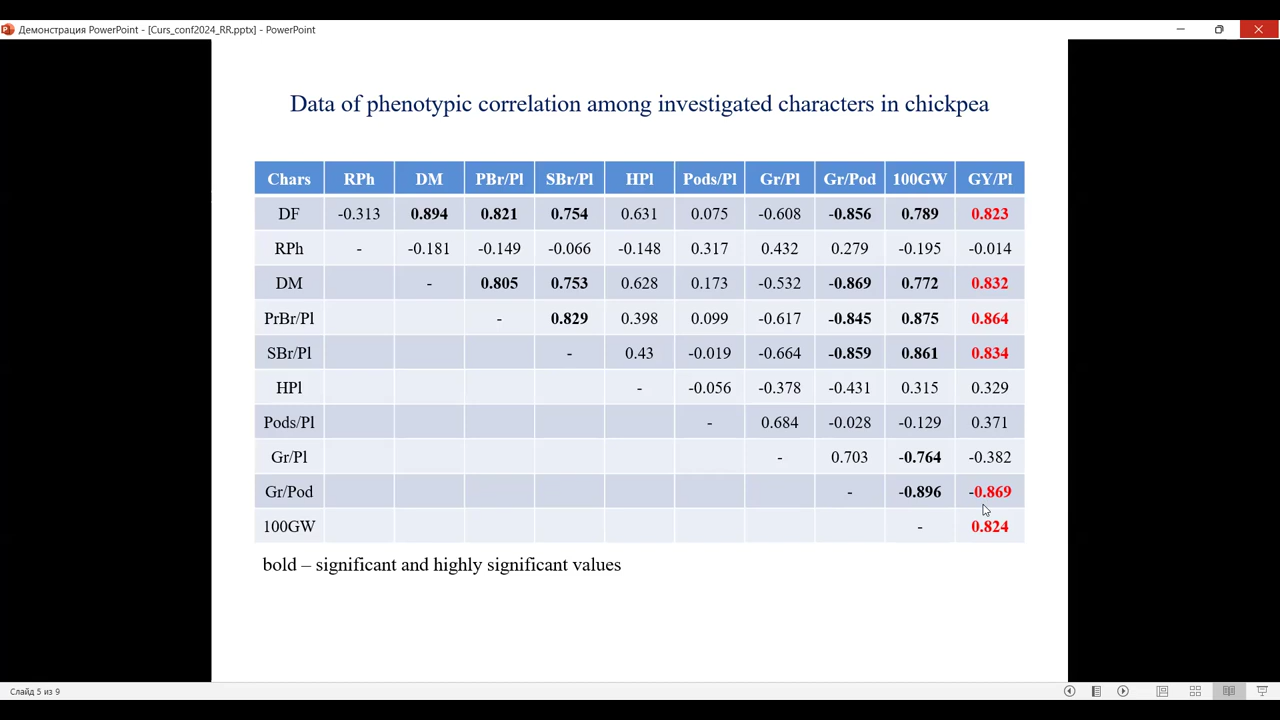 Демонстрация PowerPoint - [Curs_conf2024_RR.pptx] - PowerPoint
Data of phenotypic correlation among investigated characters in chickpea
Chars RPh DM PBr/Pl SBr/Pl HPl Pods/Pl Gr/Pl Gr/Pod 100GW GY/Pl
DF -0.313 0.894 0.821 0.754 0.631 0.075 -0.608 -0.856 0.789 0.823
RPh - -0.181 -0.149 -0.066 -0.148 0.317 0.432 0.279 -0.195 -0.014
DM - 0.805 0.753 0.628 0.173 -0.532 -0.869 0.772 0.832
PrBr/Pl - 0.829 0.398 0.099 -0.617 -0.845 0.875 0.864
SBr/Pl - 0.43 -0.019 -0.664 -0.859 0.861 0.834
HPl - -0.056 -0.378 -0.431 0.315 0.329
Pods/Pl - 0.684 -0.028 -0.129 0.371
Gr/Pl - 0.703 -0.764 -0.382
Gr/Pod - -0.896 -0.869
100GW - 0.824
bold – significant and highly significant values
Слайд 5 из 9